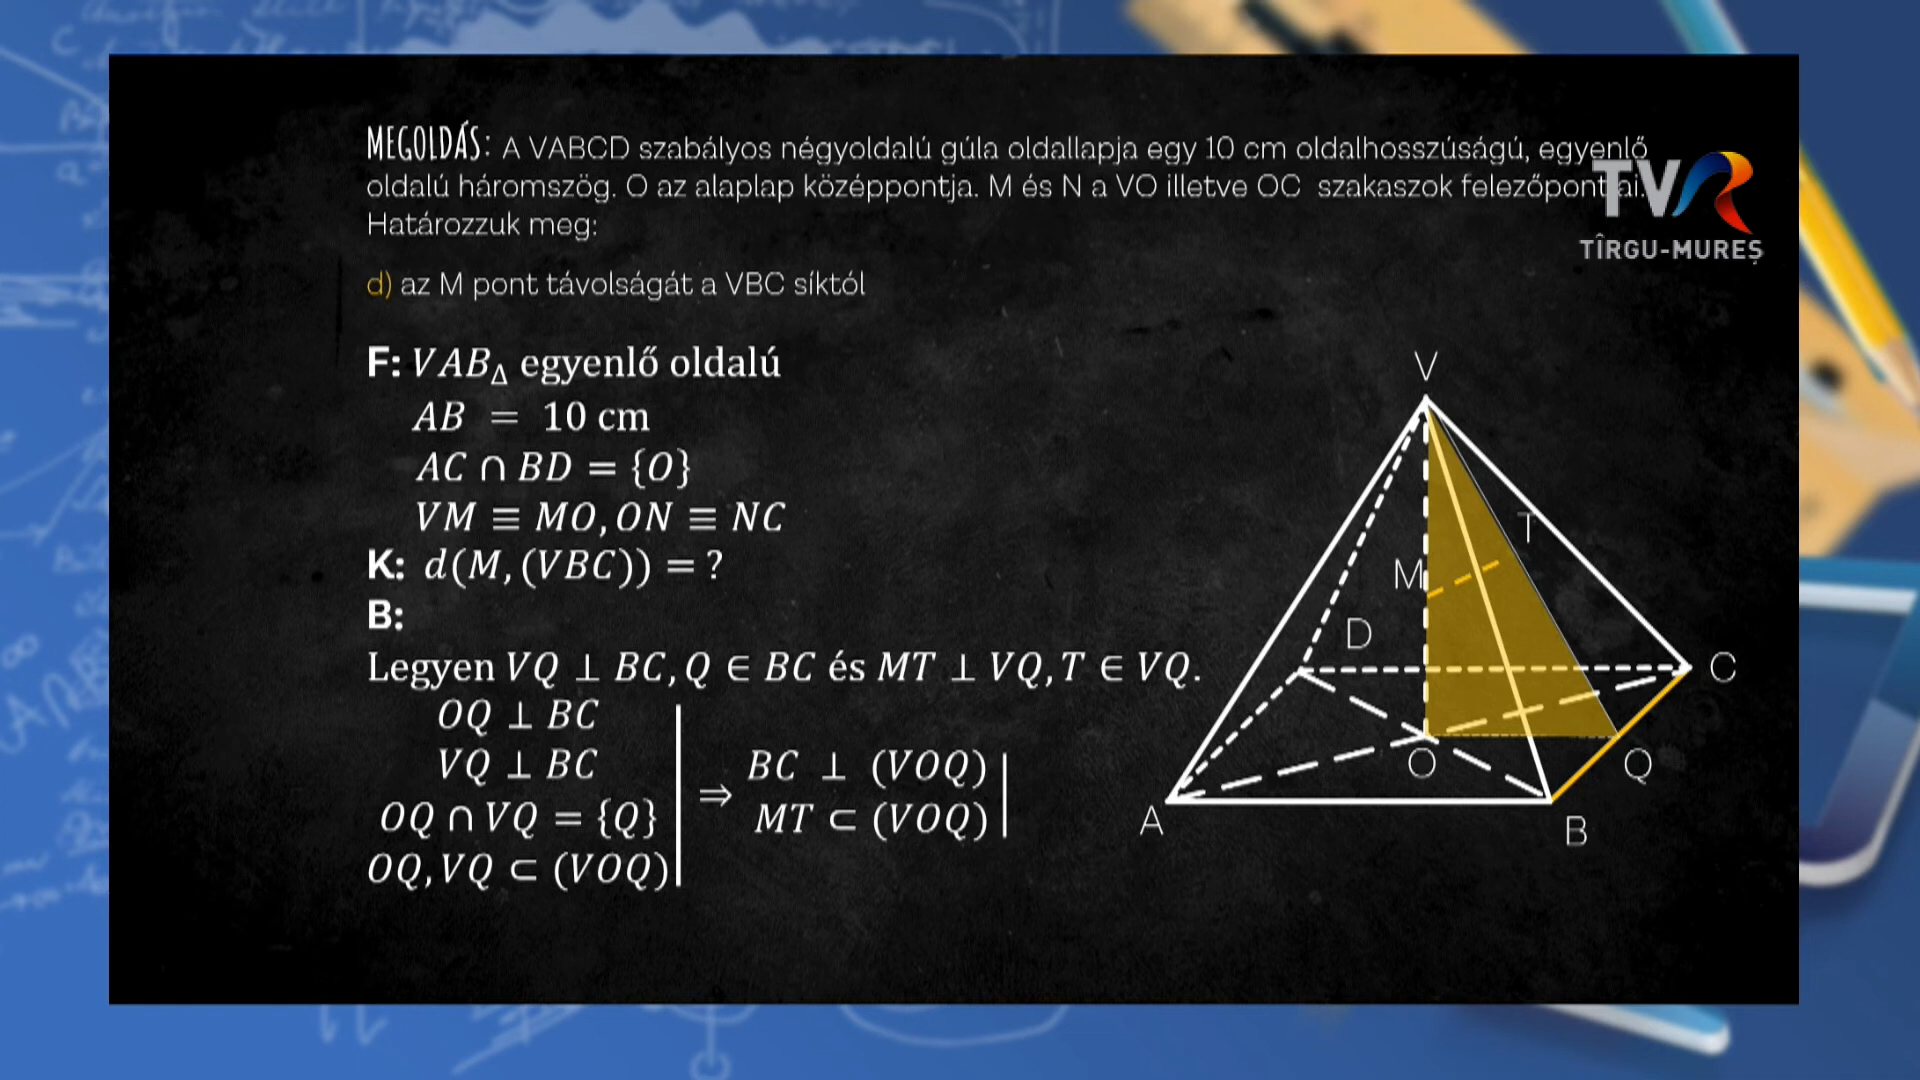 MEGOLDÁS: A VABCD szabályos négyoldalú gúla oldallapja egy 10 cm oldalhosszúságú, egyenlő
oldalú háromszög. O az alaplap középpontja. M és N a VO illetve OC szakaszok felezőpontjai.
Határozzuk meg:
TVR
TÎRGU-MUREȘ
d) az M pont távolságát a VBC síktól
F: VAB_Δ egyenlő oldalú
AB = 10 cm
AC ∩ BD = {O}
VM ≡ MO, ON ≡ NC
K: d(M, (VBC)) = ?
B:
Legyen VQ ⊥ BC, Q ∈ BC és MT ⊥ VQ, T ∈ VQ.
OQ ⊥ BC
VQ ⊥ BC
OQ ∩ VQ = {Q}
OQ, VQ ⊂ (VOQ)
⇒ BC ⊥ (VOQ)
MT ⊂ (VOQ)
V
T
M
D
C
O
Q
A
B